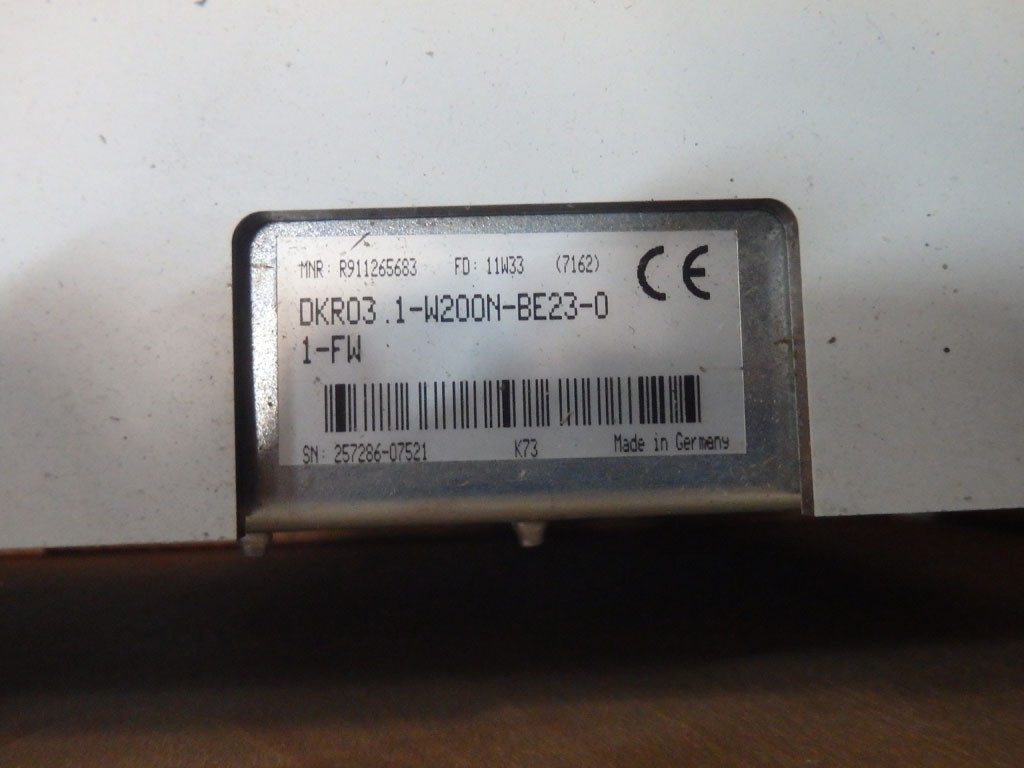 MNR: R911265683 FD: 11W33 (7162) CE
DKR03.1-W200N-BE23-0
1-FW
SN: 257286-07521 K73 Made in Germany